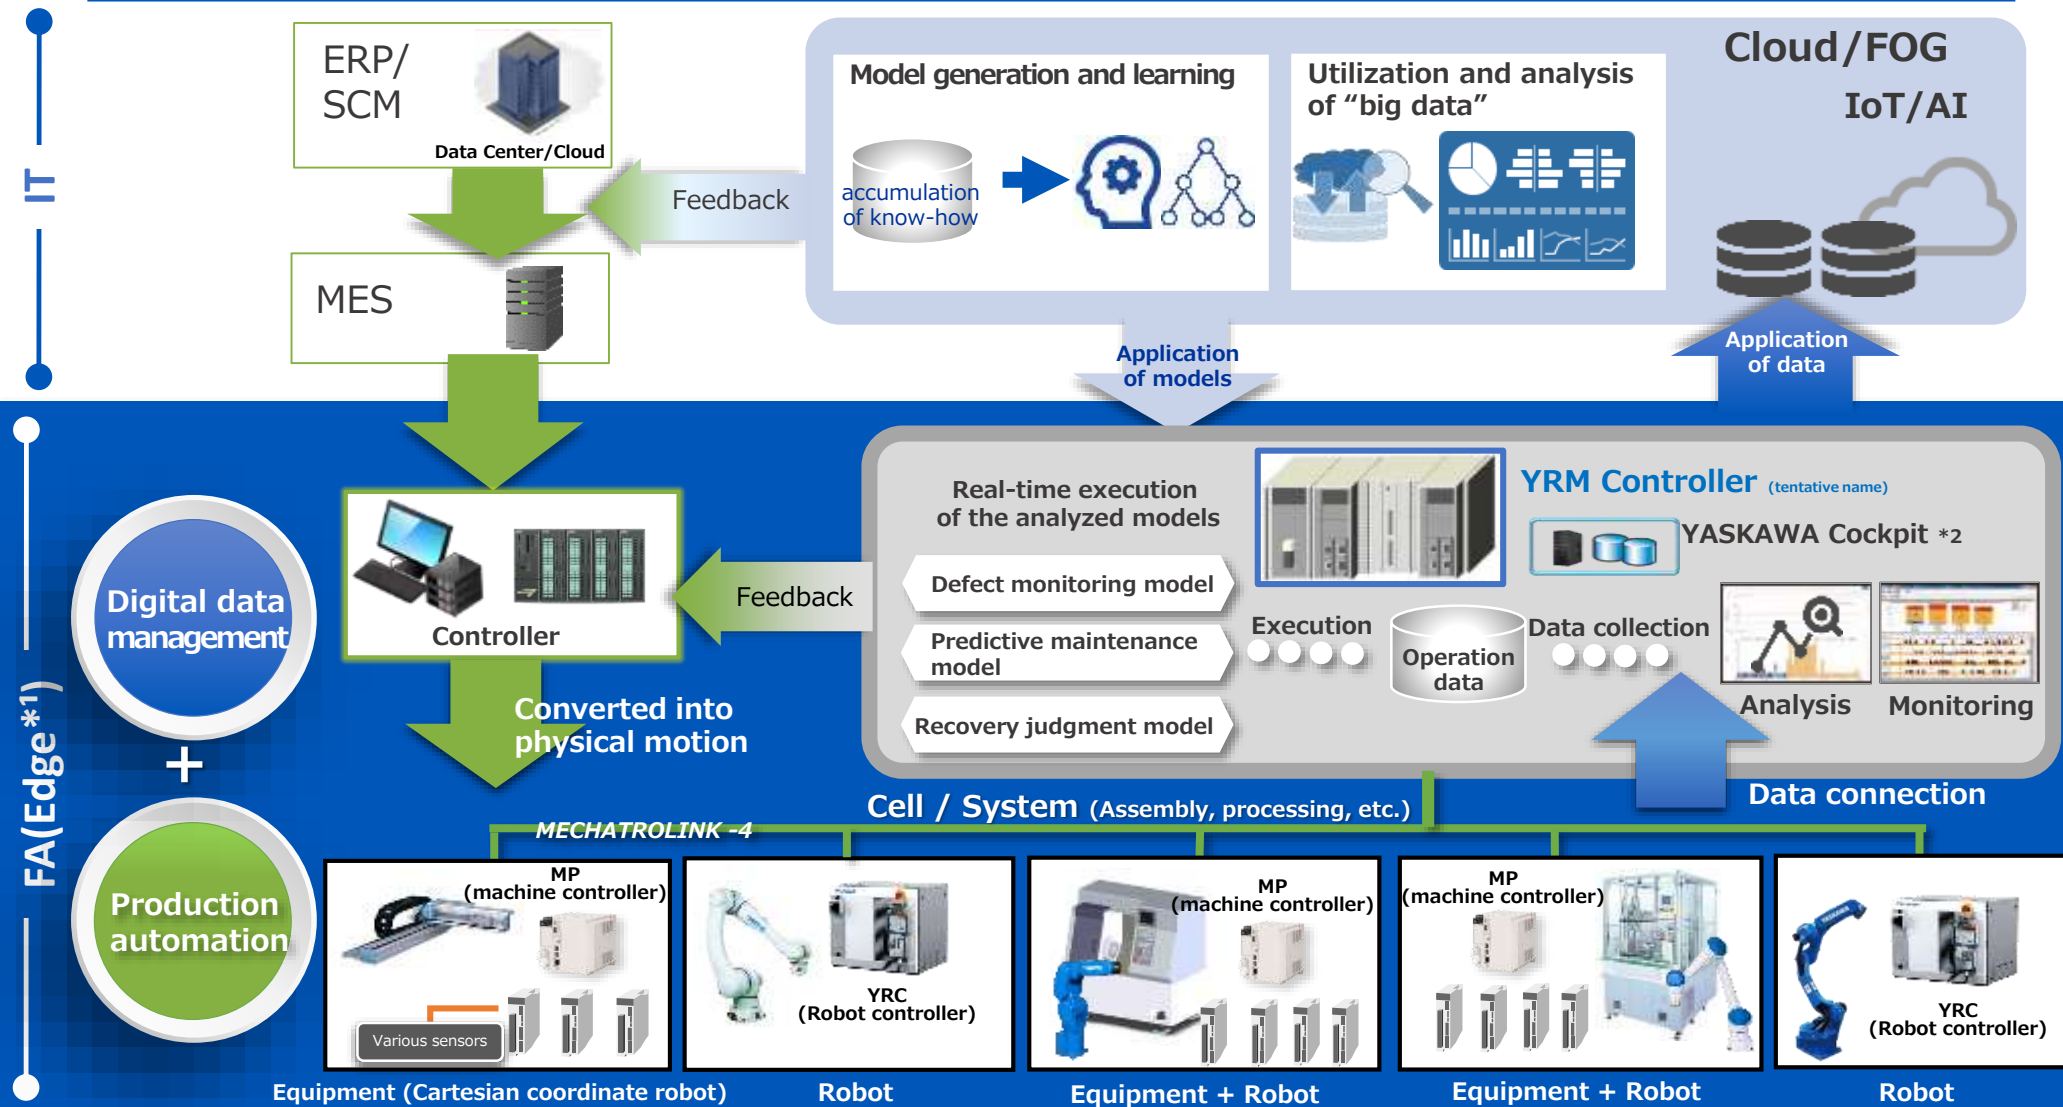 IT
ERP/
SCM
Data Center/Cloud
MES
Feedback
Model generation and learning
accumulation
of know-how
Utilization and analysis
of “big data”
Cloud/FOG
IoT/AI
Application
of models
Application
of data
FA(Edge*1)
Digital data
management
+
Production
automation
Controller
Feedback
Converted into
physical motion
Real-time execution
of the analyzed models
Defect monitoring model
Predictive maintenance
model
Recovery judgment model
Execution
Operation
data
Data collection
YRM Controller (tentative name)
YASKAWA Cockpit *2
Analysis
Monitoring
Data connection
Cell / System (Assembly, processing, etc.)
MECHATROLINK -4
MP
(machine controller)
Various sensors
Equipment (Cartesian coordinate robot)
YRC
(Robot controller)
Robot
MP
(machine controller)
Equipment + Robot
MP
(machine controller)
Equipment + Robot
YASKAWA
YRC
(Robot controller)
Robot